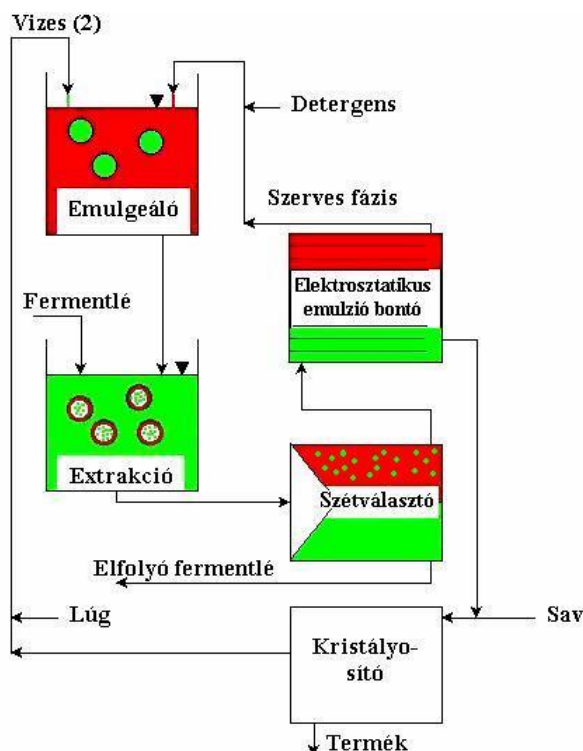 Vizes (2)
Detergens
Emulgeáló
Szerves fázis
Elektrosztatikus
emulzió bontó
Fermentlé
Extrakció
Szétválasztó
Elfolyó fermentlé
Lúg
Sav
Kristályo-
sító
Termék